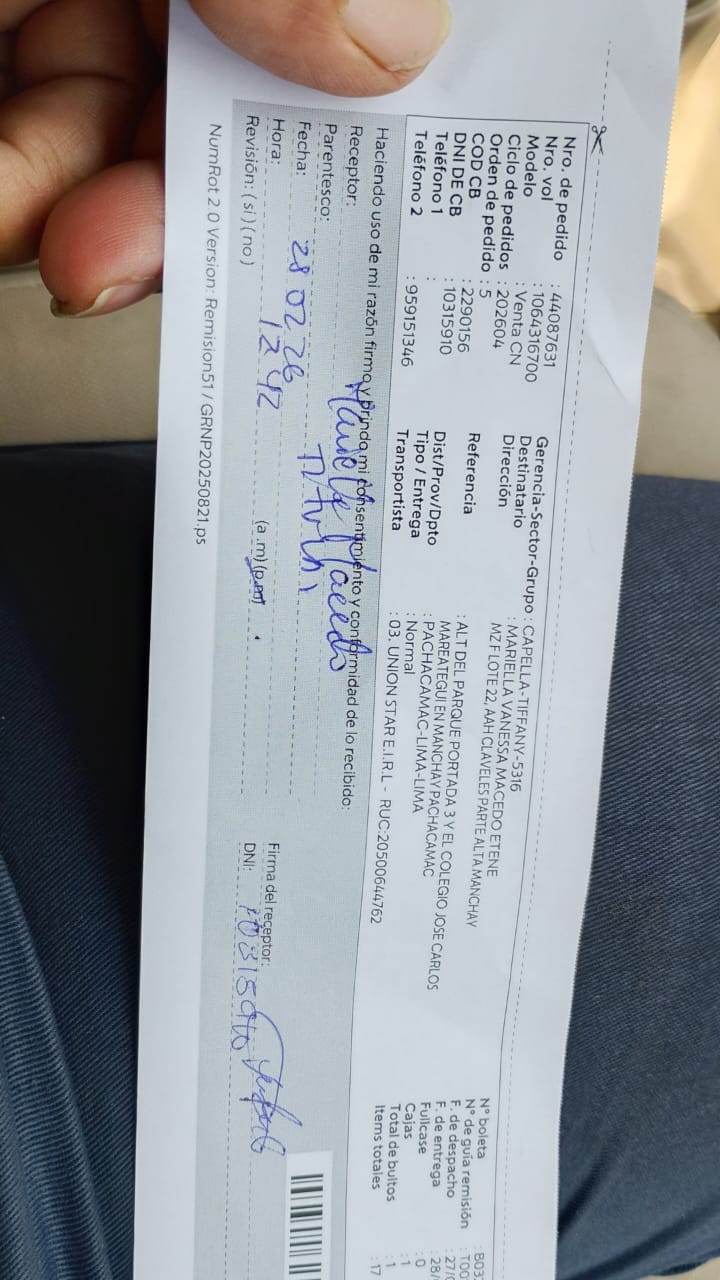 Nro. de pedido : 44087631
Nro. vol : 1064316700
Modelo : Venta CN
Ciclo de pedidos : 202604
Orden de pedido : 5
COD CB : 2290156
DNI DE CB : 10315910
Teléfono 1 :
Teléfono 2 : 959151346
Gerencia-Sector-Grupo : CAPELLA-TIFFANY-5316
Destinatario : MARIELLA VANESSA MACEDO ETENE
Dirección MZ F LOTE 22, AAH CLAVELES PARTE ALTA MANCHAY
Referencia : ALT DEL PARQUE PORTADA 3 Y EL COLEGIO JOSE CARLOS
MAREATEGUI EN MANCHAY PACHACAMAC
Dist/Prov/Dpto : PACHACAMAC-LIMA-LIMA
Tipo / Entrega : Normal
Transportista : 03. UNION STAR E.I.R.L - RUC:20500644762
N° boleta : B03
N° de guía remisión : T00
F. de despacho : 27/
F. de entrega : 28/
Fullcase : 0
Cajas : 1
Total de bultos : 1
Items totales : 17
Haciendo uso de mi razón firmo y brindo mi consentimiento y conformidad de lo recibido:
Receptor: Macedo
Parentesco:
Fecha: 28 02 26
Hora: 12 42 (a.m) (p.m)
Revisión: ( si ) ( no )
Firma del receptor:
DNI: 10315910
NumRot 2.0 Version: Remision51 / GRNP20250821.ps